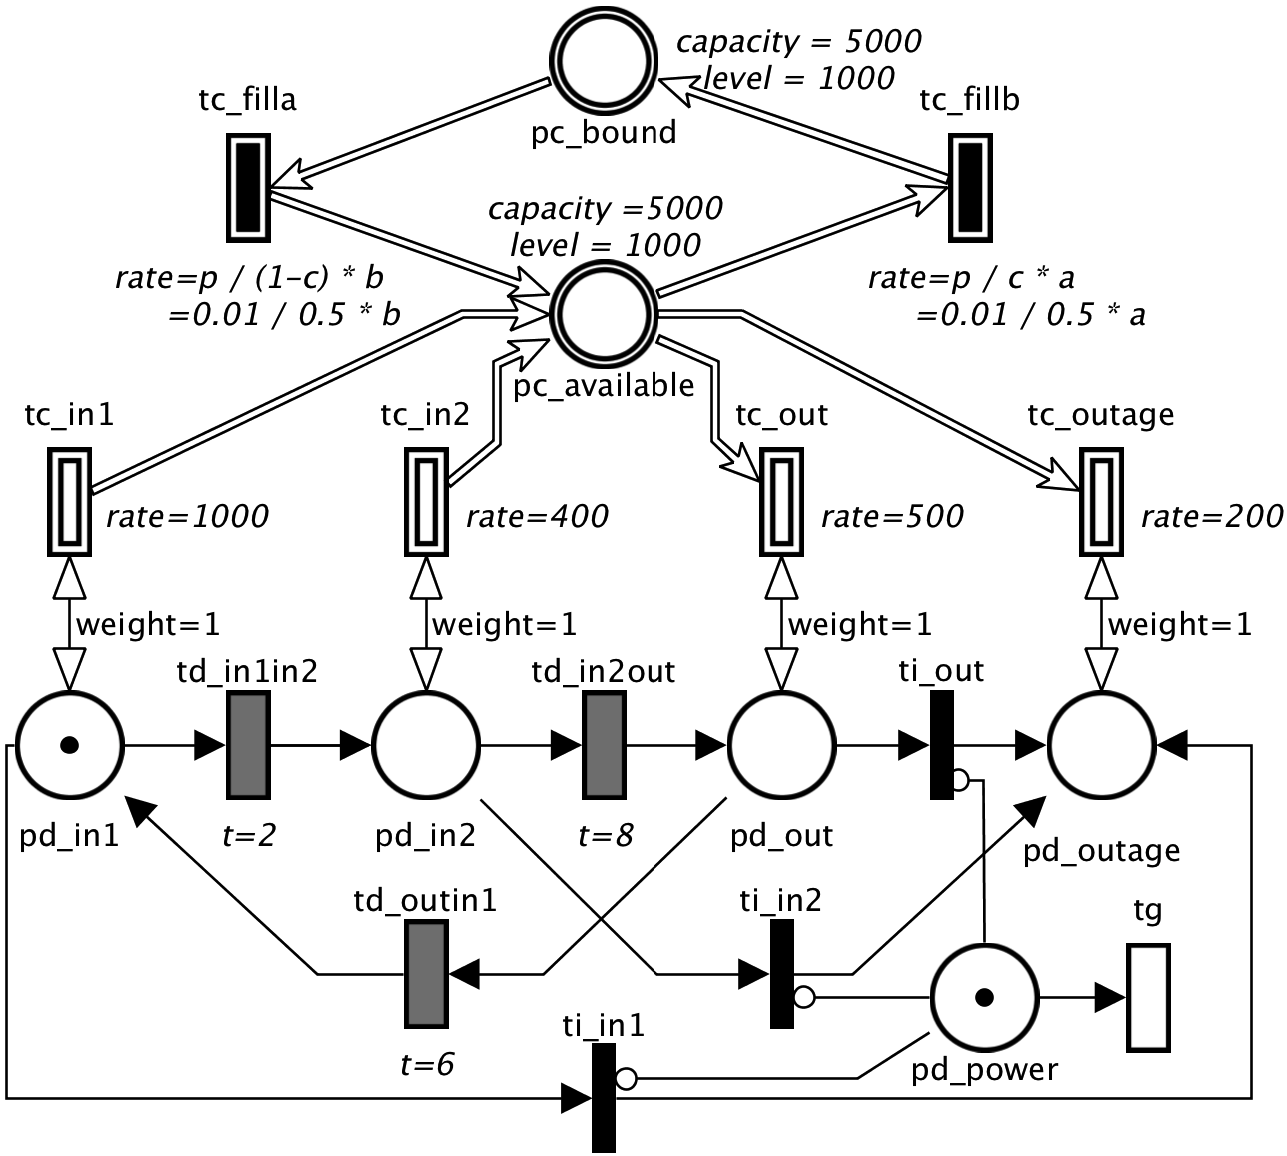 capacity = 5000
level = 1000
tc_filla
tc_fillb
pc_bound
capacity =5000
level = 1000
rate=p / (1-c) * b
=0.01 / 0.5 * b
rate=p / c * a
=0.01 / 0.5 * a
pc_available
tc_in1
tc_in2
tc_out
tc_outage
rate=1000
rate=400
rate=500
rate=200
weight=1
weight=1
weight=1
weight=1
td_in1in2
td_in2out
ti_out
pd_in1
t=2
pd_in2
t=8
pd_out
pd_outage
td_outin1
ti_in2
tg
ti_in1
t=6
pd_power